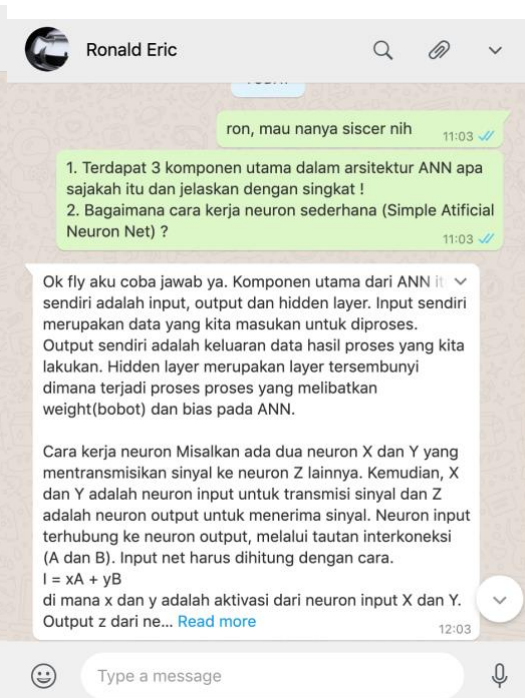 Ronald Eric
TODAY
ron, mau nanya siscer nih 11:03
1. Terdapat 3 komponen utama dalam arsitektur ANN apa
sajakah itu dan jelaskan dengan singkat !
2. Bagaimana cara kerja neuron sederhana (Simple Atificial
Neuron Net) ?
11:03
Ok fly aku coba jawab ya. Komponen utama dari ANN it
sendiri adalah input, output dan hidden layer. Input sendiri
merupakan data yang kita masukan untuk diproses.
Output sendiri adalah keluaran data hasil proses yang kita
lakukan. Hidden layer merupakan layer tersembunyi
dimana terjadi proses proses yang melibatkan
weight(bobot) dan bias pada ANN.
Cara kerja neuron Misalkan ada dua neuron X dan Y yang
mentransmisikan sinyal ke neuron Z lainnya. Kemudian, X
dan Y adalah neuron input untuk transmisi sinyal dan Z
adalah neuron output untuk menerima sinyal. Neuron input
terhubung ke neuron output, melalui tautan interkoneksi
(A dan B). Input net harus dihitung dengan cara.
I = xA + yB
di mana x dan y adalah aktivasi dari neuron input X dan Y.
Output z dari ne... Read more
12:03
Type a message